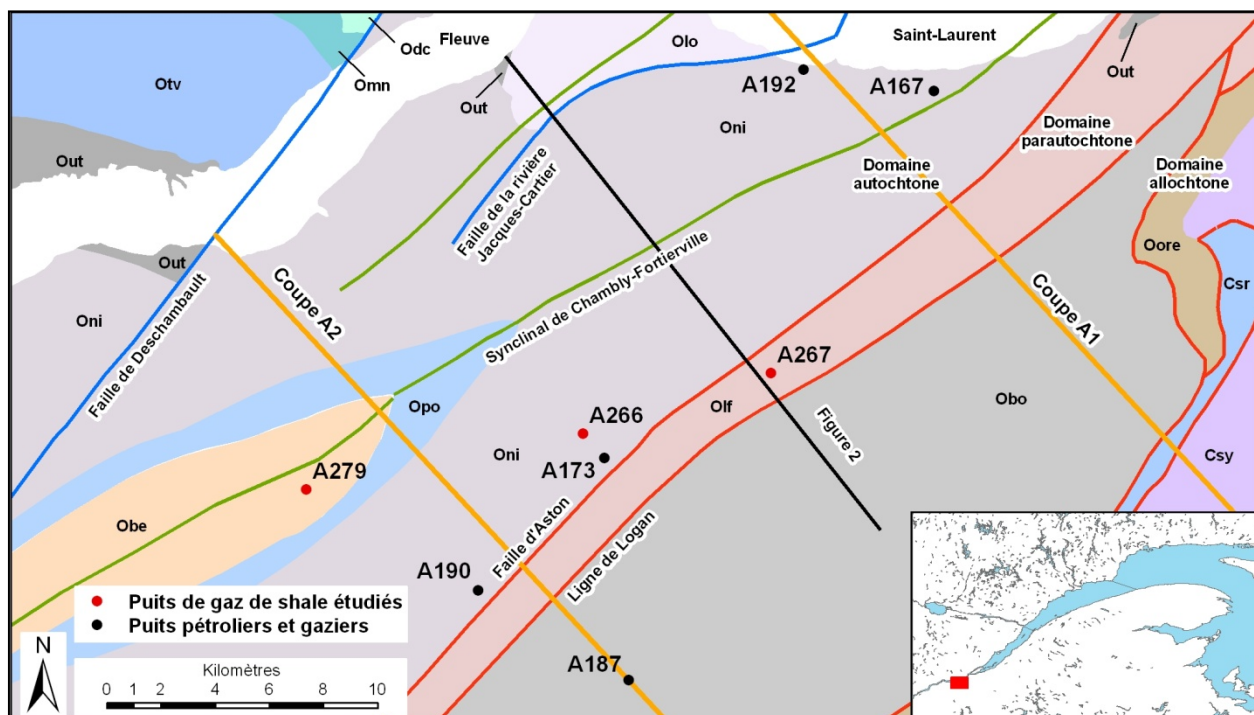 Odc
Fleuve
Olo
Saint-Laurent
Otv
Omn
Out
A192
A167
Out
Oni
Out
Domaine
parautochtone
Domaine
autochtone
Domaine
allochtone
Faille de la rivière
Jacques-Cartier
Out
Oore
Csr
Oni
Faille de Deschambault
Coupe A2
Synclinal de Chambly-Fortierville
Coupe A1
A267
Opo
Olf
Obo
A266
Oni
A173
Figure 2
Csy
A279
Obe
Faille d'Aston
Ligne de Logan
A190
Puits de gaz de shale étudiés
Puits pétroliers et gaziers
A187
N
Kilomètres
0 1 2 4 6 8 10